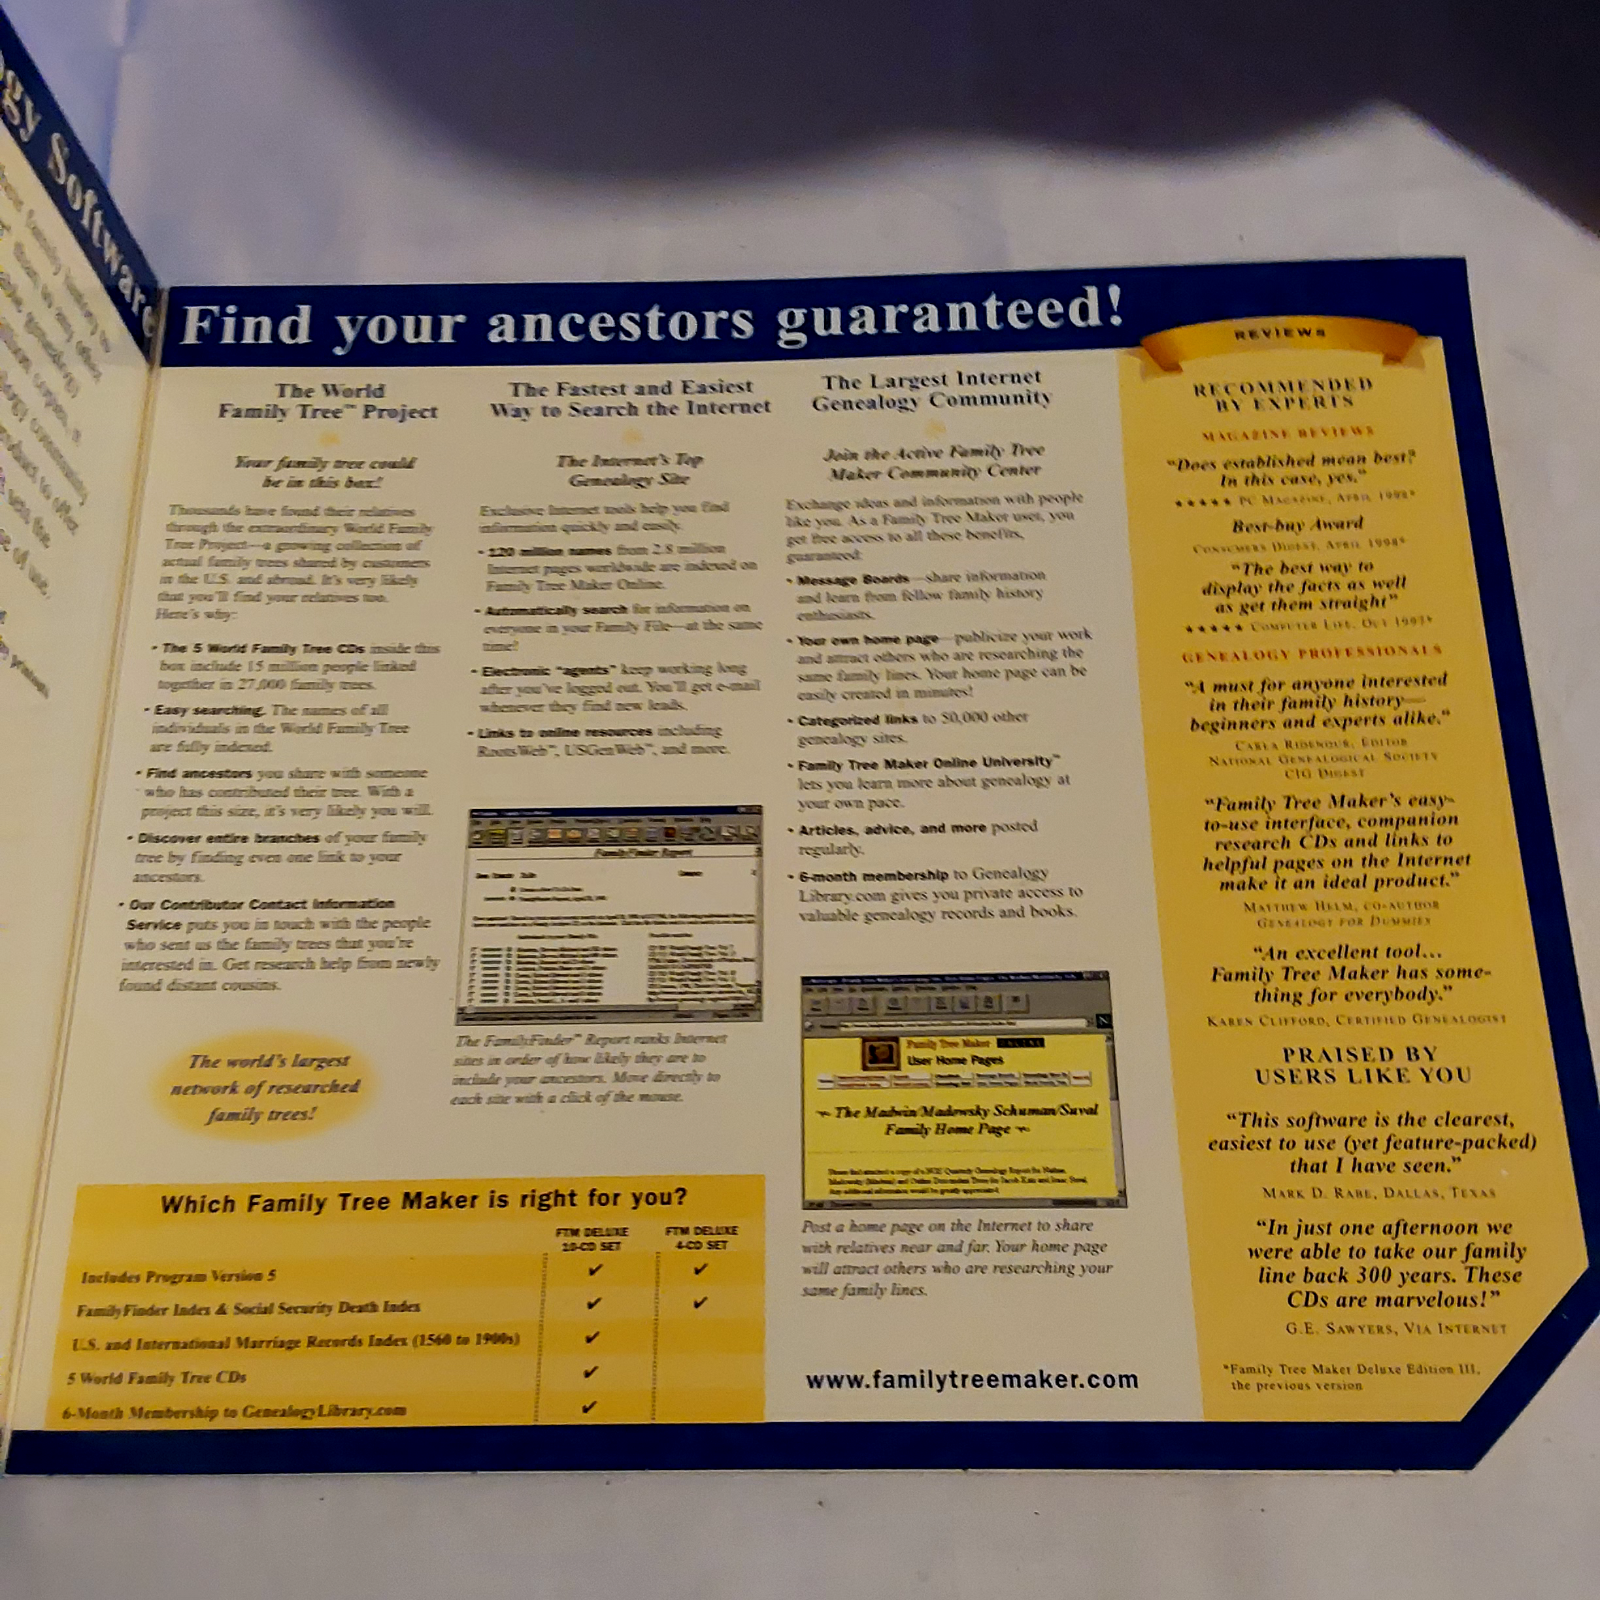 ogy Software
Find your ancestors guaranteed!
The World
Family Tree™ Project
Your family tree could
be in this box!
Thousands have found their relatives
through the extraordinary World Family
Tree Project—a growing collection of
actual family trees shared by customers
in the U.S. and abroad. It's very likely
that you'll find your relatives too.
Here's why:
• The 5 World Family Tree CDs inside this
box include 15 million people linked
together in 27,000 family trees.
• Easy searching. The names of all
individuals in the World Family Tree
are fully indexed.
• Find ancestors you share with someone
who has contributed their tree. With a
project this size, it's very likely you will.
• Discover entire branches of your family
tree by finding even one link to your
ancestors.
• Our Contributor Contact Information
Service puts you in touch with the people
who sent us the family trees that you're
interested in. Get research help from newly
found distant cousins.
The world's largest
network of researched
family trees!
The Fastest and Easiest
Way to Search the Internet
The Internet's Top
Genealogy Site
Exclusive Internet tools help you find
information quickly and easily.
• 120 million names from 2.8 million
Internet pages worldwide are indexed on
Family Tree Maker Online.
• Automatically search for information on
everyone in your Family File—at the same
time!
• Electronic "agents" keep working long
after you've logged out. You'll get e-mail
whenever they find new leads.
• Links to online resources including
RootsWeb™, USGenWeb™, and more.
FamilyFinder Report
The FamilyFinder™ Report ranks Internet
sites in order of how likely they are to
include your ancestors. Move directly to
each site with a click of the mouse.
The Largest Internet
Genealogy Community
Join the Active Family Tree
Maker Community Center
Exchange ideas and information with people
like you. As a Family Tree Maker user, you
get free access to all these benefits,
guaranteed:
• Message Boards—share information
and learn from fellow family history
enthusiasts.
• Your own home page—publicize your work
and attract others who are researching the
same family lines. Your home page can be
easily created in minutes!
• Categorized links to 50,000 other
genealogy sites.
• Family Tree Maker Online University™
lets you learn more about genealogy at
your own pace.
• Articles, advice, and more posted
regularly.
• 6-month membership to Genealogy
Library.com gives you private access to
valuable genealogy records and books.
Family Tree Maker ONLINE
User Home Pages
The Madwin/Madowsky Schuman/Suval
Family Home Page
Post a home page on the Internet to share
with relatives near and far. Your home page
will attract others who are researching your
same family lines.
www.familytreemaker.com
Which Family Tree Maker is right for you?
FTM DELUXE
20-CD SET
FTM DELUXE
4-CD SET
Includes Program Version 5 ✔ ✔
FamilyFinder Index & Social Security Death Index ✔ ✔
U.S. and International Marriage Records Index (1560 to 1900s) ✔
5 World Family Tree CDs ✔
6-Month Membership to GenealogyLibrary.com ✔
REVIEWS
RECOMMENDED
BY EXPERTS
MAGAZINE REVIEWS
"Does established mean best?
In this case, yes."
★★★★★ PC MAGAZINE, APRIL 1998*
Best-buy Award
CONSUMERS DIGEST, APRIL 1998*
"The best way to
display the facts as well
as get them straight"
★★★★★ COMPUTER LIFE, OCT 1997*
GENEALOGY PROFESSIONALS
"A must for anyone interested
in their family history—
beginners and experts alike."
CARLA RIDENOUR, EDITOR
NATIONAL GENEALOGICAL SOCIETY
CIG DIGEST
"Family Tree Maker's easy-
to-use interface, companion
research CDs and links to
helpful pages on the Internet
make it an ideal product."
MATTHEW HELM, CO-AUTHOR
GENEALOGY FOR DUMMIES
"An excellent tool...
Family Tree Maker has some-
thing for everybody."
KAREN CLIFFORD, CERTIFIED GENEALOGIST
PRAISED BY
USERS LIKE YOU
"This software is the clearest,
easiest to use (yet feature-packed)
that I have seen."
MARK D. RABE, DALLAS, TEXAS
"In just one afternoon we
were able to take our family
line back 300 years. These
CDs are marvelous!"
G.E. SAWYERS, VIA INTERNET
*Family Tree Maker Deluxe Edition III,
the previous version